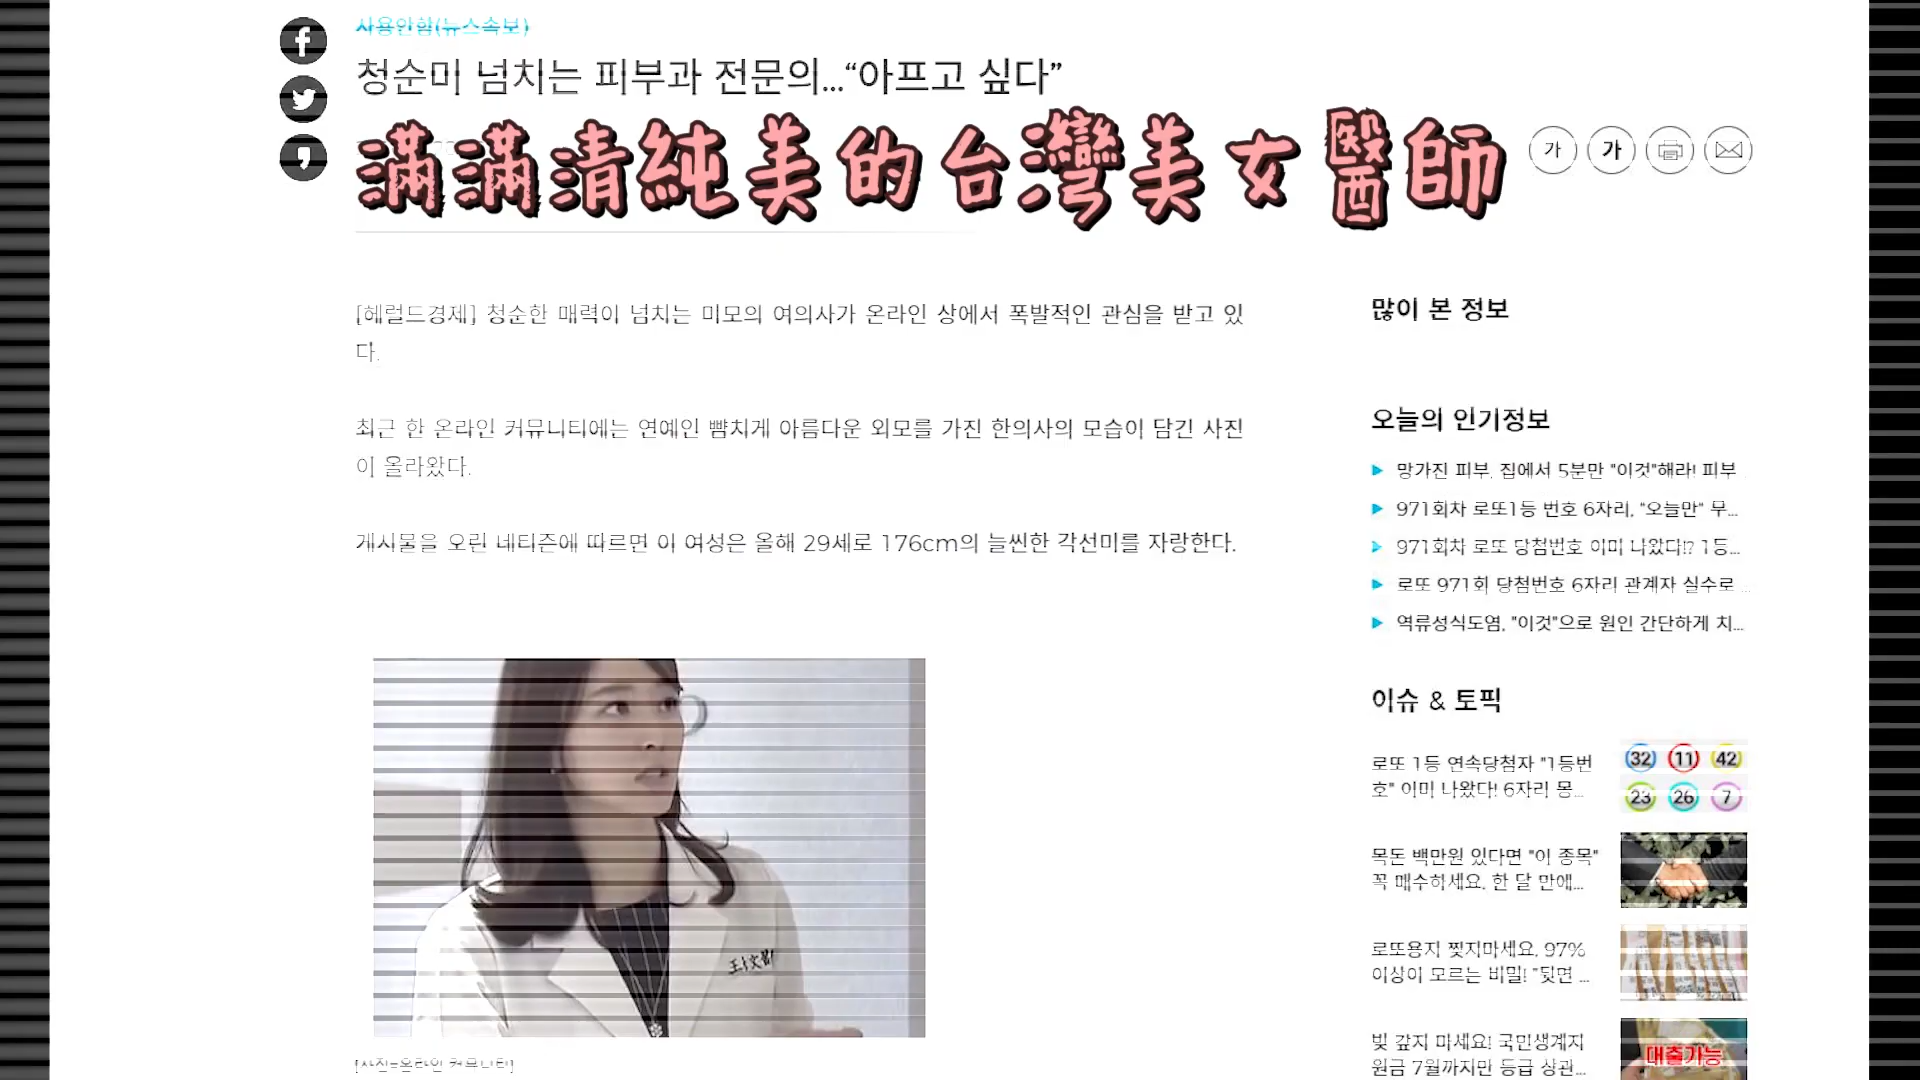 사용안함(뉴스속보)
청순미 넘치는 피부과 전문의...“아프고 싶다”
滿滿清純美的台灣美女醫師
가 가
[헤럴드경제] 청순한 매력이 넘치는 미모의 여의사가 온라인 상에서 폭발적인 관심을 받고 있
다.
최근 한 온라인 커뮤니티에는 연예인 뺨치게 아름다운 외모를 가진 한의사의 모습이 담긴 사진
이 올라왔다.
게시물을 오린 네티즌에 따르면 이 여성은 올해 29세로 176cm의 늘씬한 각선미를 자랑한다.
[사진=온라인 커뮤니티]
많이 본 정보
오늘의 인기정보
망가진 피부, 집에서 5분만 "이것"해라! 피부
971회차 로또1등 번호 6자리, "오늘만" 무...
971회차 로또 당첨번호 이미 나왔다!? 1등...
로또 971회 당첨번호 6자리 관계자 실수로 ...
역류성식도염, "이것"으로 원인 간단하게 치...
이슈 & 토픽
로또 1등 연속당첨자 "1등번
호" 이미 나왔다! 6자리 몽...
32 11 42
23 26 7
목돈 백만원 있다면 "이 종목"
꼭 매수하세요. 한 달 만에...
로또용지 찢지마세요. 97%
이상이 모르는 비밀! "뒷면 ...
빚 갚지 마세요! 국민생계지
원금 7월까지만 등급 상관...
대출가능